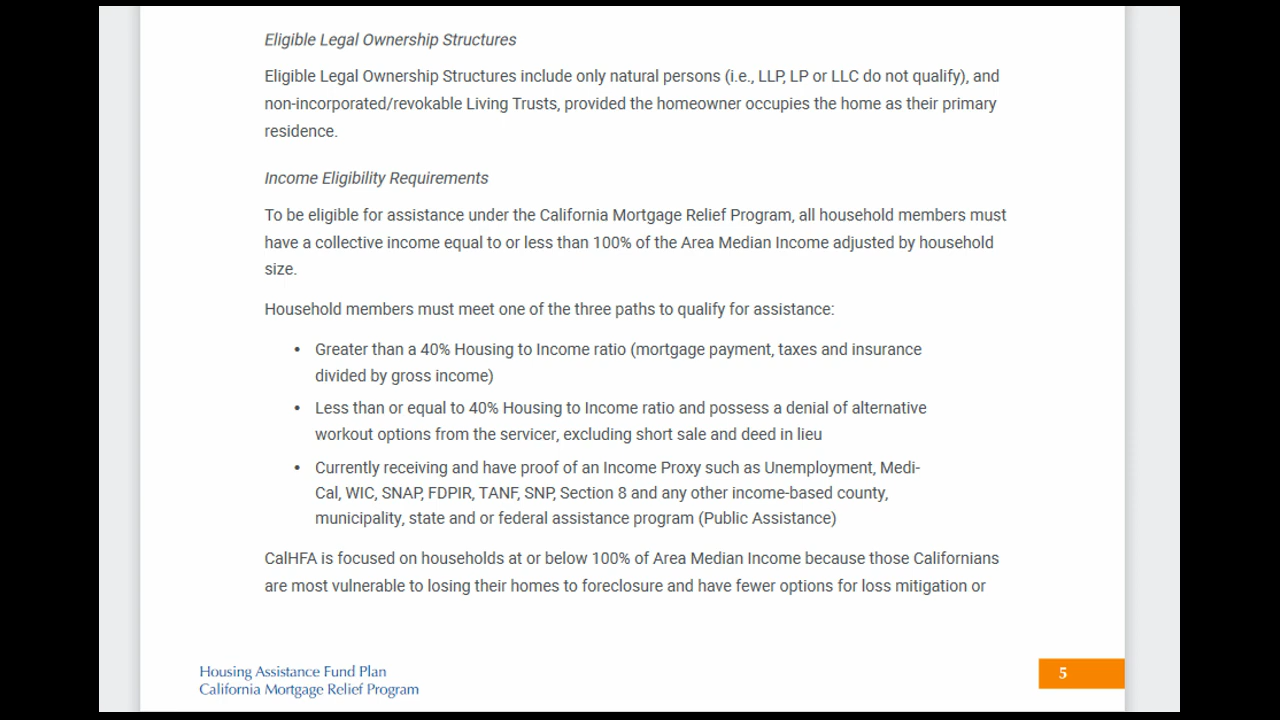 Eligible Legal Ownership Structures
Eligible Legal Ownership Structures include only natural persons (i.e., LLP, LP or LLC do not qualify), and
non-incorporated/revokable Living Trusts, provided the homeowner occupies the home as their primary
residence.
Income Eligibility Requirements
To be eligible for assistance under the California Mortgage Relief Program, all household members must
have a collective income equal to or less than 100% of the Area Median Income adjusted by household
size.
Household members must meet one of the three paths to qualify for assistance:
• Greater than a 40% Housing to Income ratio (mortgage payment, taxes and insurance
divided by gross income)
• Less than or equal to 40% Housing to Income ratio and possess a denial of alternative
workout options from the servicer, excluding short sale and deed in lieu
• Currently receiving and have proof of an Income Proxy such as Unemployment, Medi-
Cal, WIC, SNAP, FDPIR, TANF, SNP, Section 8 and any other income-based county,
municipality, state and or federal assistance program (Public Assistance)
CalHFA is focused on households at or below 100% of Area Median Income because those Californians
are most vulnerable to losing their homes to foreclosure and have fewer options for loss mitigation or
Housing Assistance Fund Plan
California Mortgage Relief Program
5